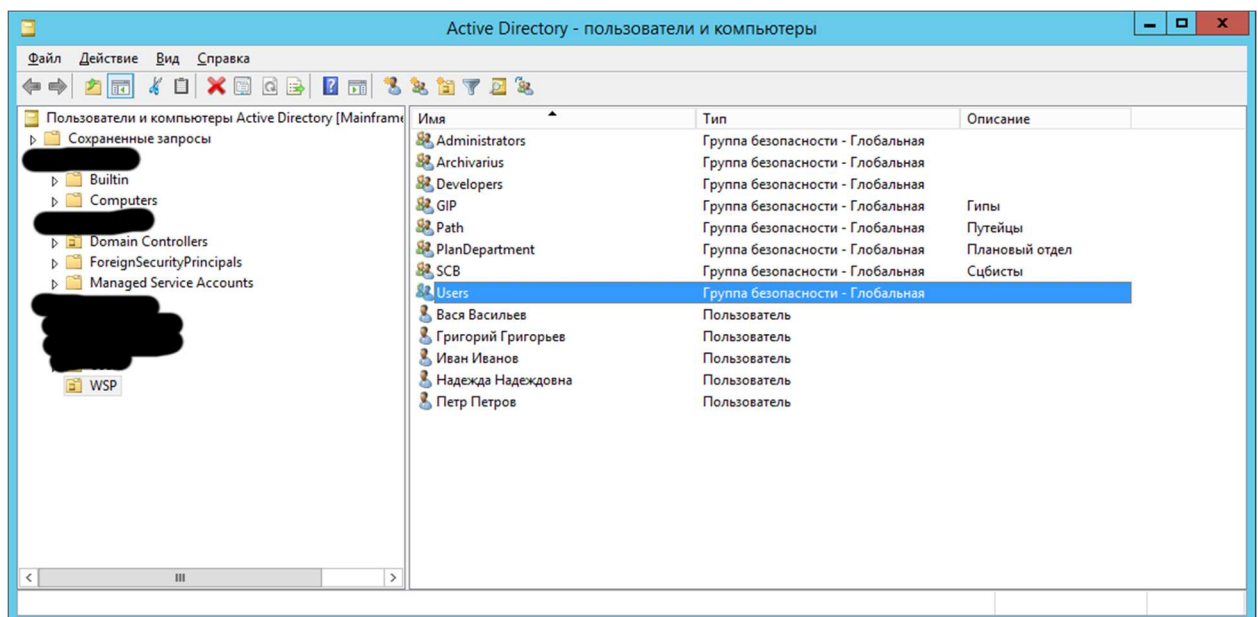 Active Directory - пользователи и компьютеры
Файл Действие Вид Справка
Пользователи и компьютеры Active Directory [Mainframe
Сохраненные запросы
Builtin
Computers
Domain Controllers
ForeignSecurityPrincipals
Managed Service Accounts
WSP
Имя Тип Описание
Administrators Группа безопасности - Глобальная
Archivarius Группа безопасности - Глобальная
Developers Группа безопасности - Глобальная
GIP Группа безопасности - Глобальная Гипы
Path Группа безопасности - Глобальная Путейцы
PlanDepartment Группа безопасности - Глобальная Плановый отдел
SCB Группа безопасности - Глобальная Сцбисты
Users Группа безопасности - Глобальная
Вася Васильев Пользователь
Григорий Григорьев Пользователь
Иван Иванов Пользователь
Надежда Надеждовна Пользователь
Петр Петров Пользователь